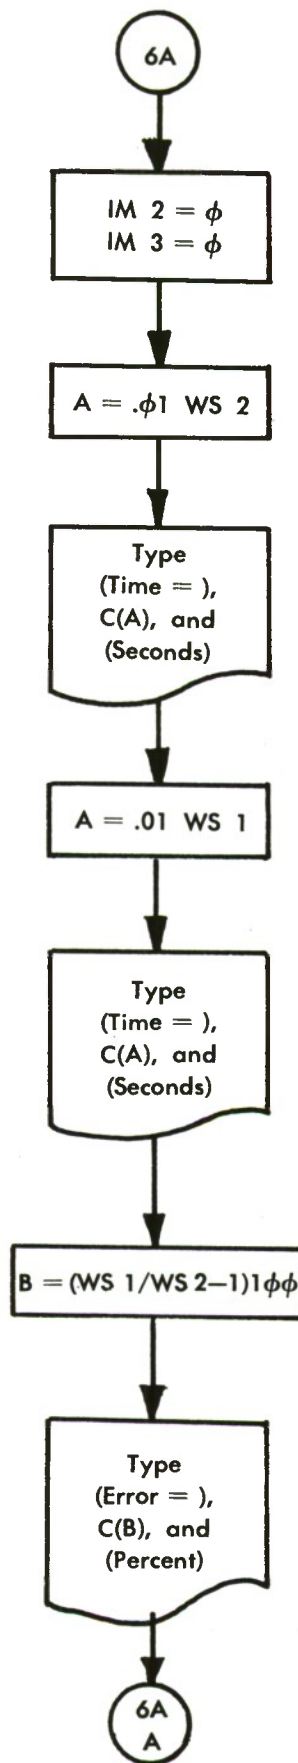 6A
IM 2 = ϕ
IM 3 = ϕ
A = .ϕ1 WS 2
Type
(Time = ),
C(A), and
(Seconds)
A = .01 WS 1
Type
(Time = ),
C(A), and
(Seconds)
B = (WS 1/WS 2–1)1ϕϕ
Type
(Error = ),
C(B), and
(Percent)
6A
A